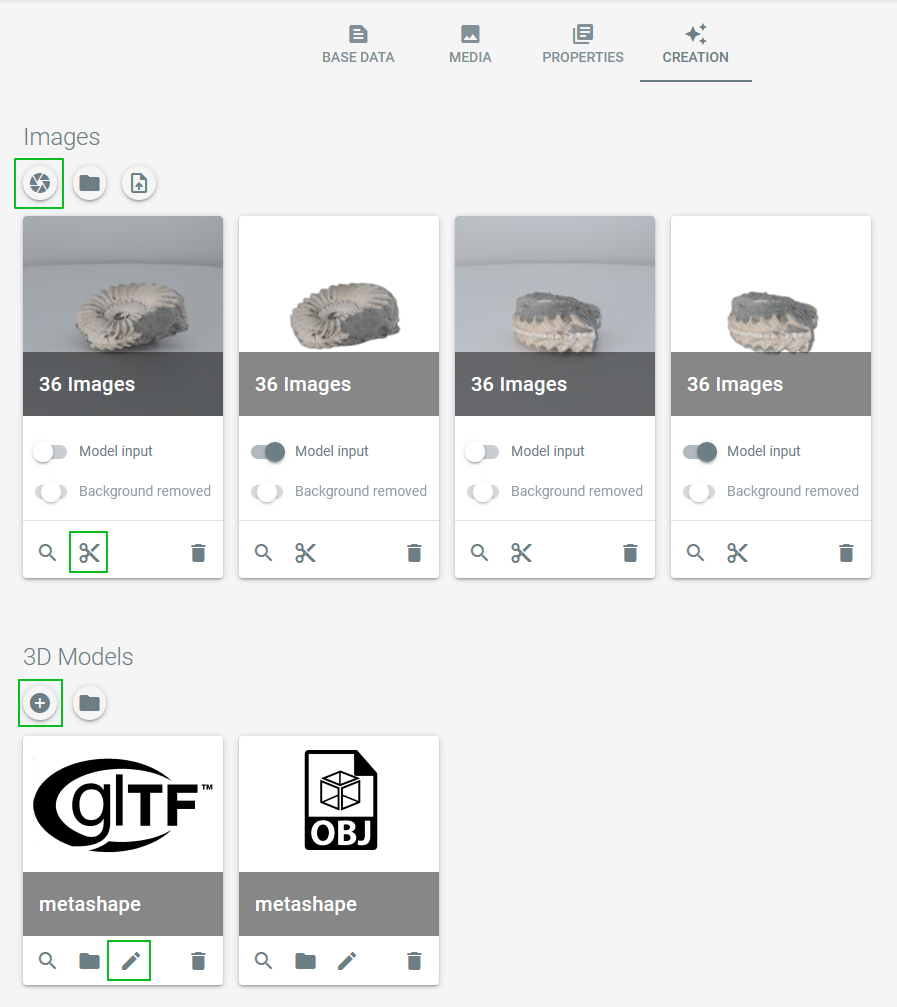 BASE DATA MEDIA PROPERTIES CREATION
Images
36 Images 36 Images 36 Images 36 Images
Model input Model input Model input Model input
Background removed Background removed Background removed Background removed
3D Models
glTF™ OBJ
metashape metashape